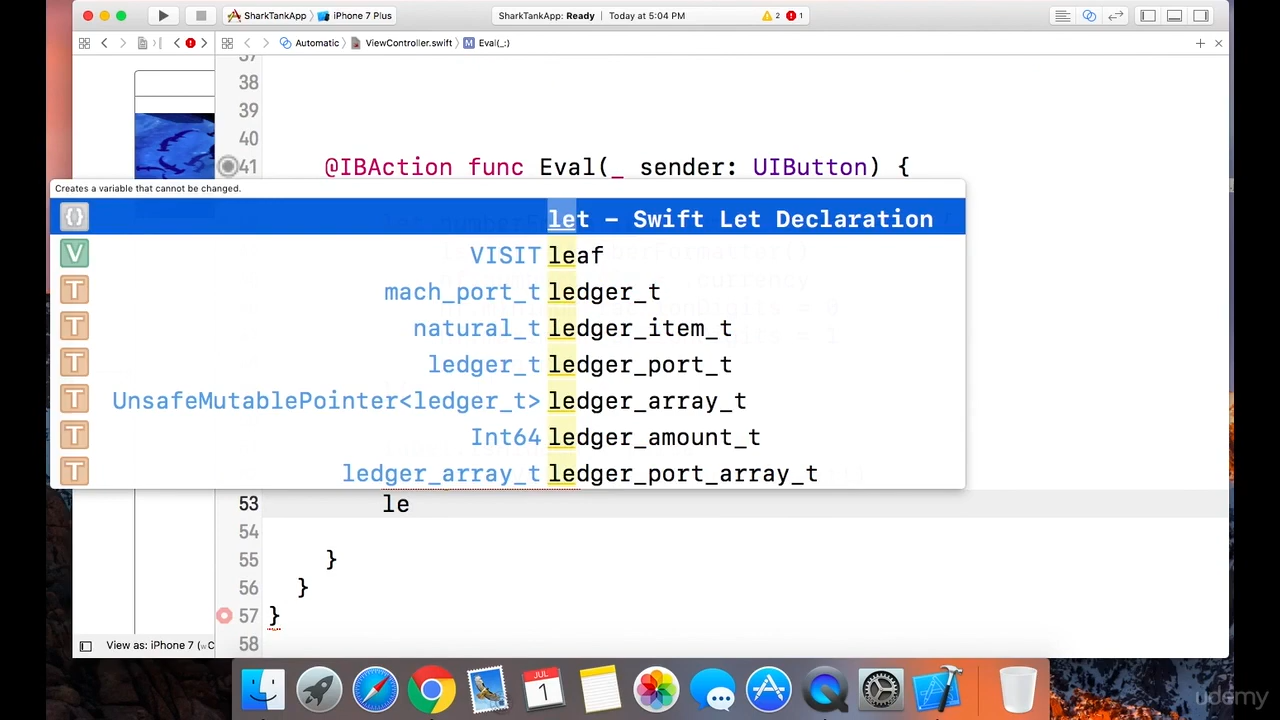 SharkTankApp iPhone 7 Plus
SharkTankApp: Ready Today at 5:04 PM 2 1
Automatic ViewController.swift M Eval(_:)
37
38
39
40
41 @IBAction func Eval(_ sender: UIButton) {
Creates a variable that cannot be changed.
{} let – Swift Let Declaration
V VISIT leaf
T mach_port_t ledger_t
T natural_t ledger_item_t
T ledger_t ledger_port_t
T UnsafeMutablePointer<ledger_t> ledger_array_t
T Int64 ledger_amount_t
T ledger_array_t ledger_port_array_t
53 le
54
55 }
56 }
57 }
58
View as: iPhone 7 (wC
JUL
1
udemy